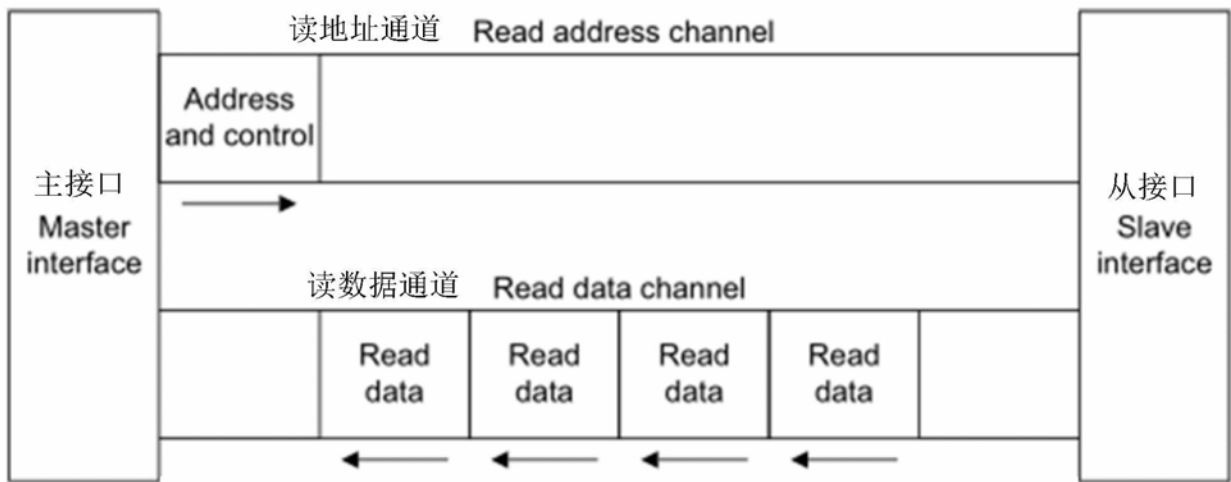 读地址通道 Read address channel
Address
and control
主接口
Master
interface
从接口
Slave
interface
读数据通道 Read data channel
Read
data
Read
data
Read
data
Read
data